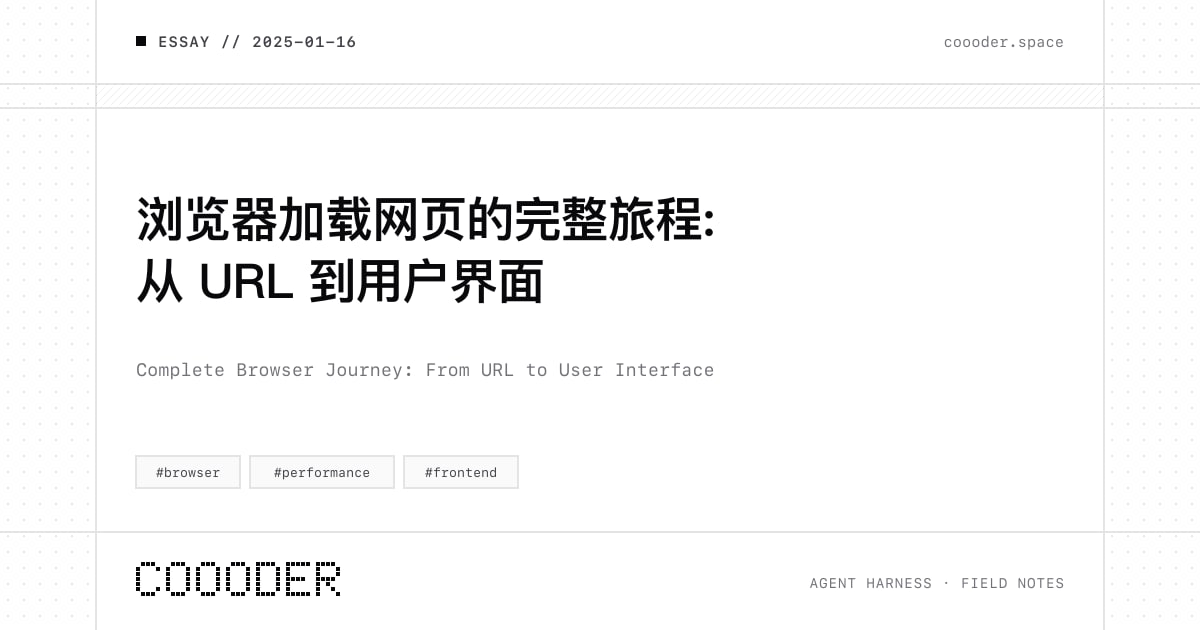 ESSAY // 2025-01-16
coooder.space
浏览器加载网页的完整旅程:
从 URL 到用户界面
Complete Browser Journey: From URL to User Interface
#browser
#performance
#frontend
COOODER
AGENT HARNESS · FIELD NOTES